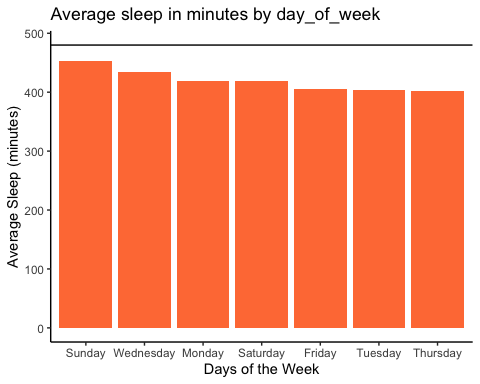 Average sleep in minutes by day_of_week
Average Sleep (minutes)
500
400
300
200
100
0
Sunday Wednesday Monday Saturday Friday Tuesday Thursday
Days of the Week